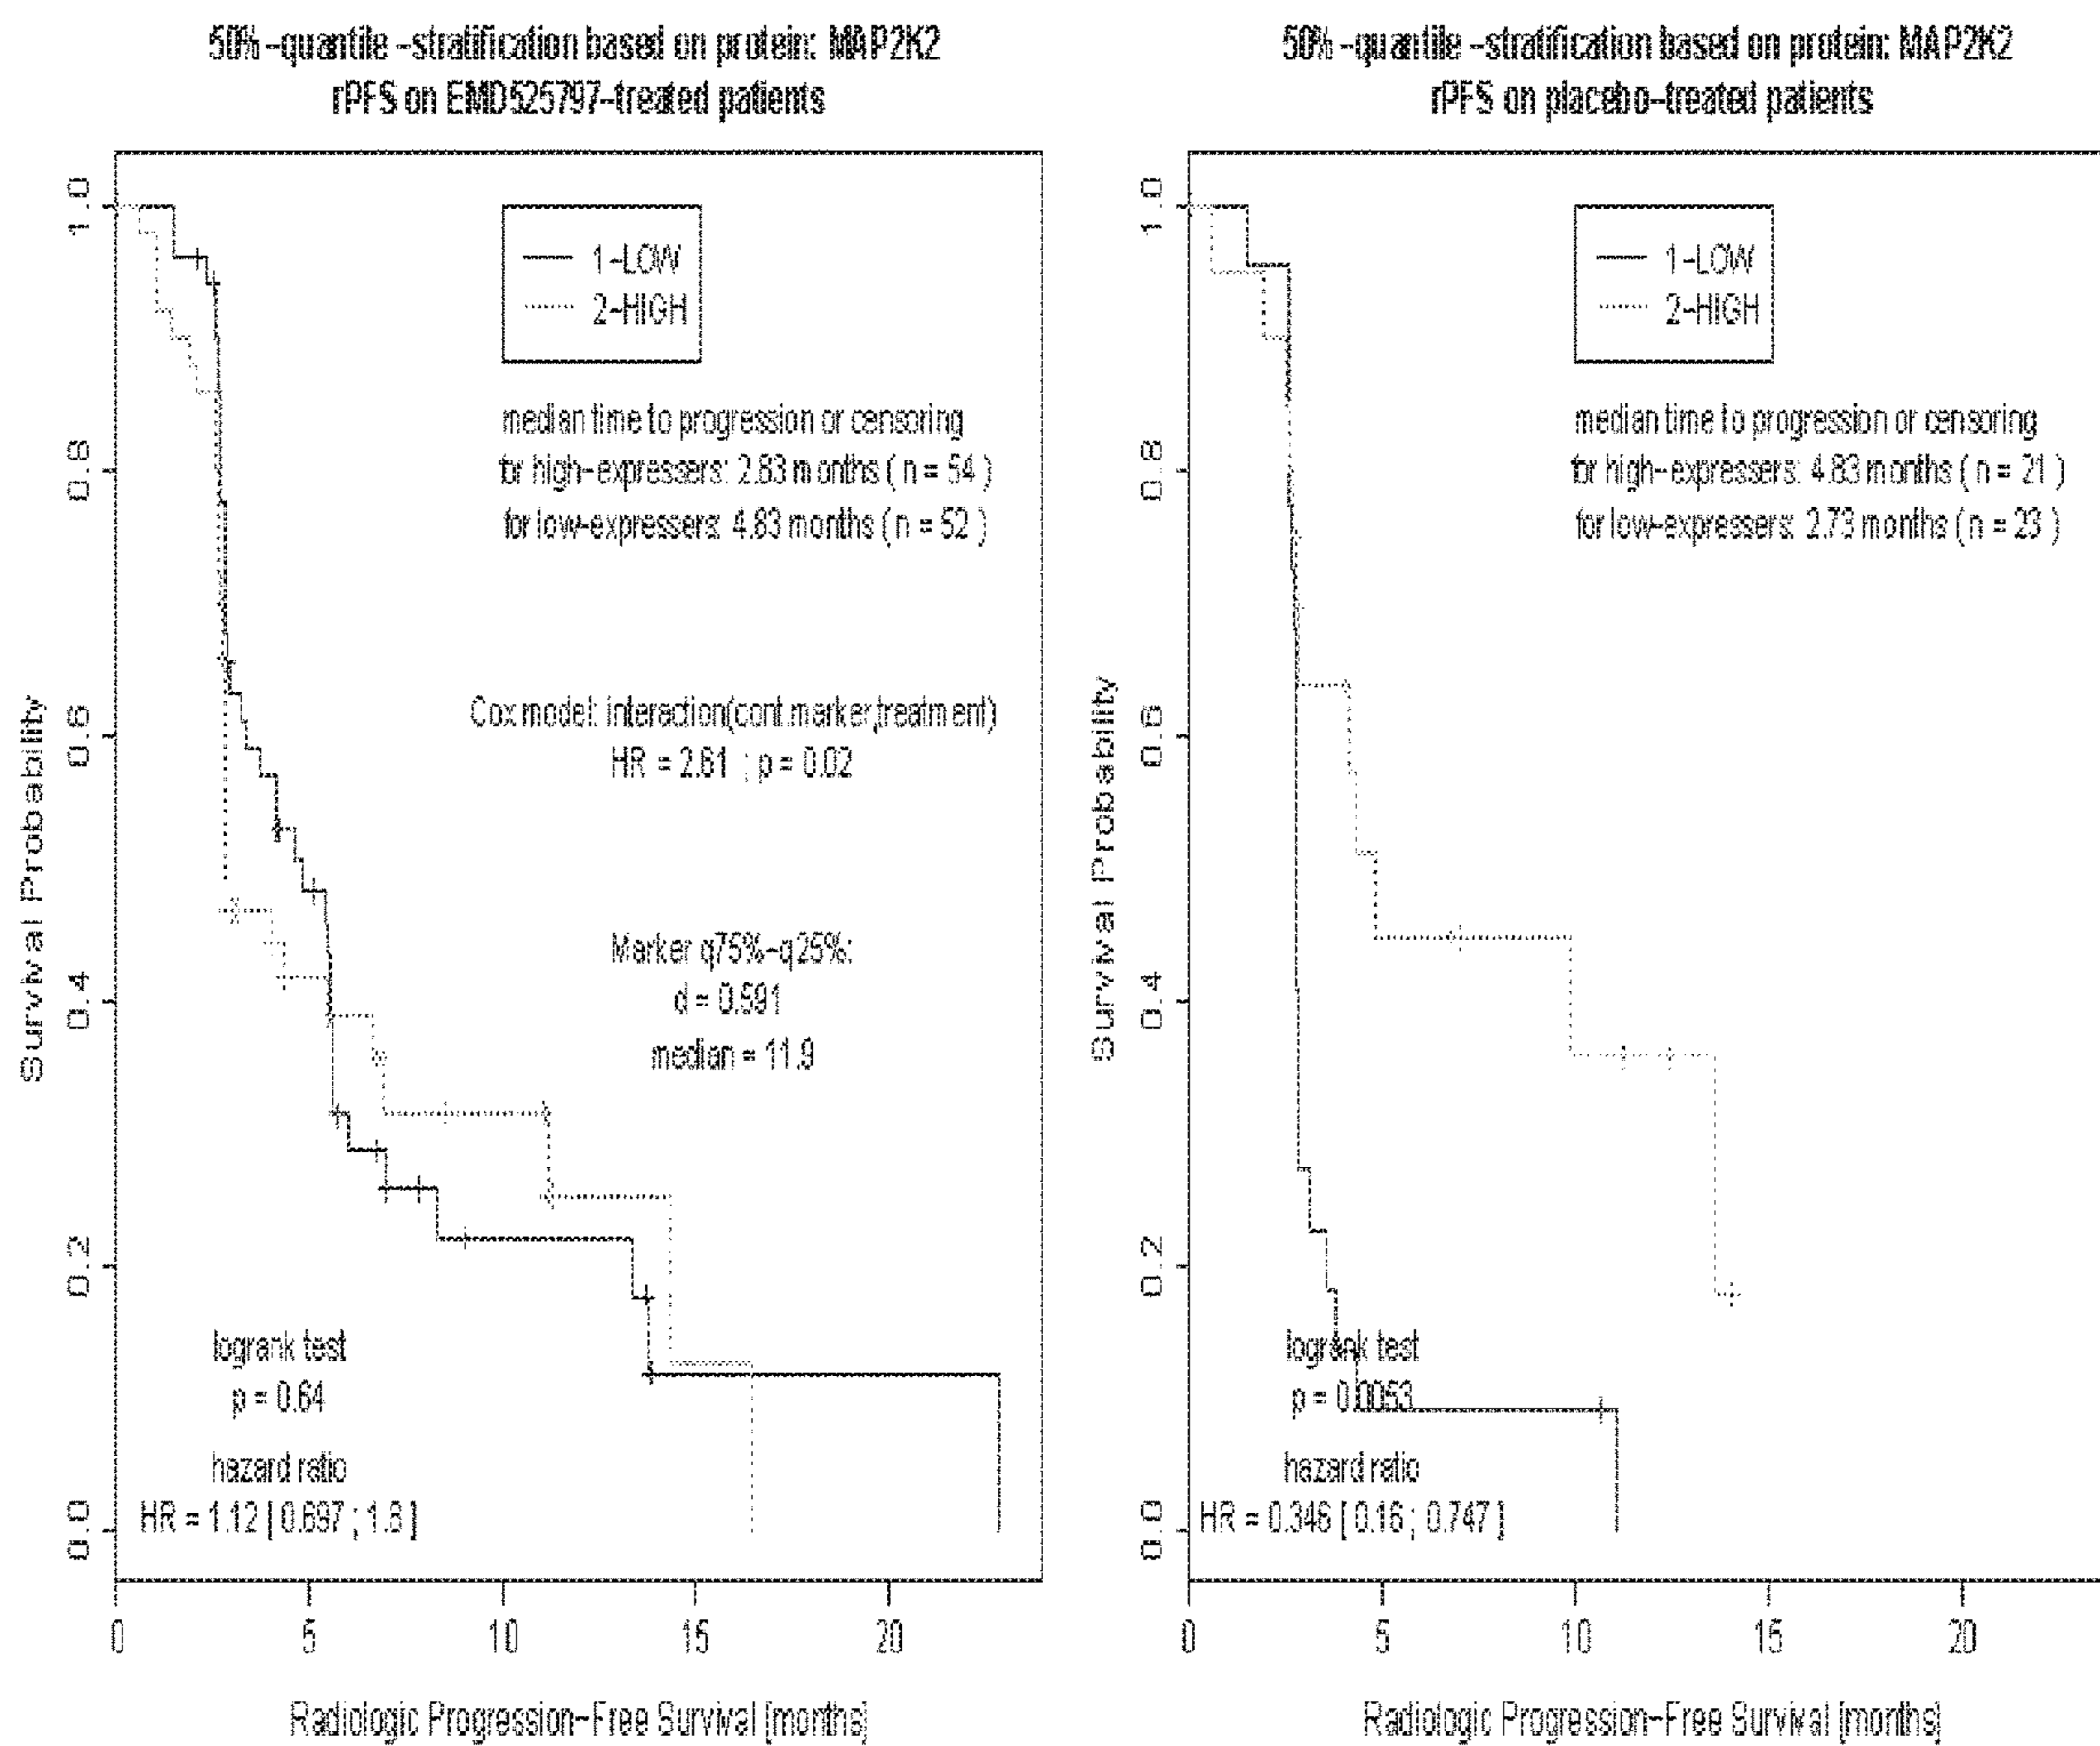 50% -quantile -stratification based on protein: MAP2K2
rPFS on EMD525797-treated patients
1.0
0.8
0.6
0.4
0.2
0.0
Survival Probability
1-LOW
2-HIGH
median time to progression or censoring
for high-expressers: 2.83 months ( n = 54 )
for low-expressers: 4.83 months ( n = 52 )
Cox model: interaction(cont.marker,treatment)
HR = 2.61 ; p = 0.02
Marker q75%-q25%:
d = 0.591
median = 11.9
logrank test
p = 0.64
hazard ratio
HR = 1.12 [ 0.697 ; 1.8 ]
0 5 10 15 20
Radiologic Progression-Free Survival [months]
50% -quantile -stratification based on protein: MAP2K2
rPFS on placebo-treated patients
1.0
0.8
0.6
0.4
0.2
0.0
Survival Probability
1-LOW
2-HIGH
median time to progression or censoring
for high-expressers: 4.83 months ( n = 21 )
for low-expressers: 2.73 months ( n = 23 )
logrank test
p = 0.0053
hazard ratio
HR = 0.346 [ 0.16 ; 0.747 ]
0 5 10 15 20
Radiologic Progression-Free Survival [months]